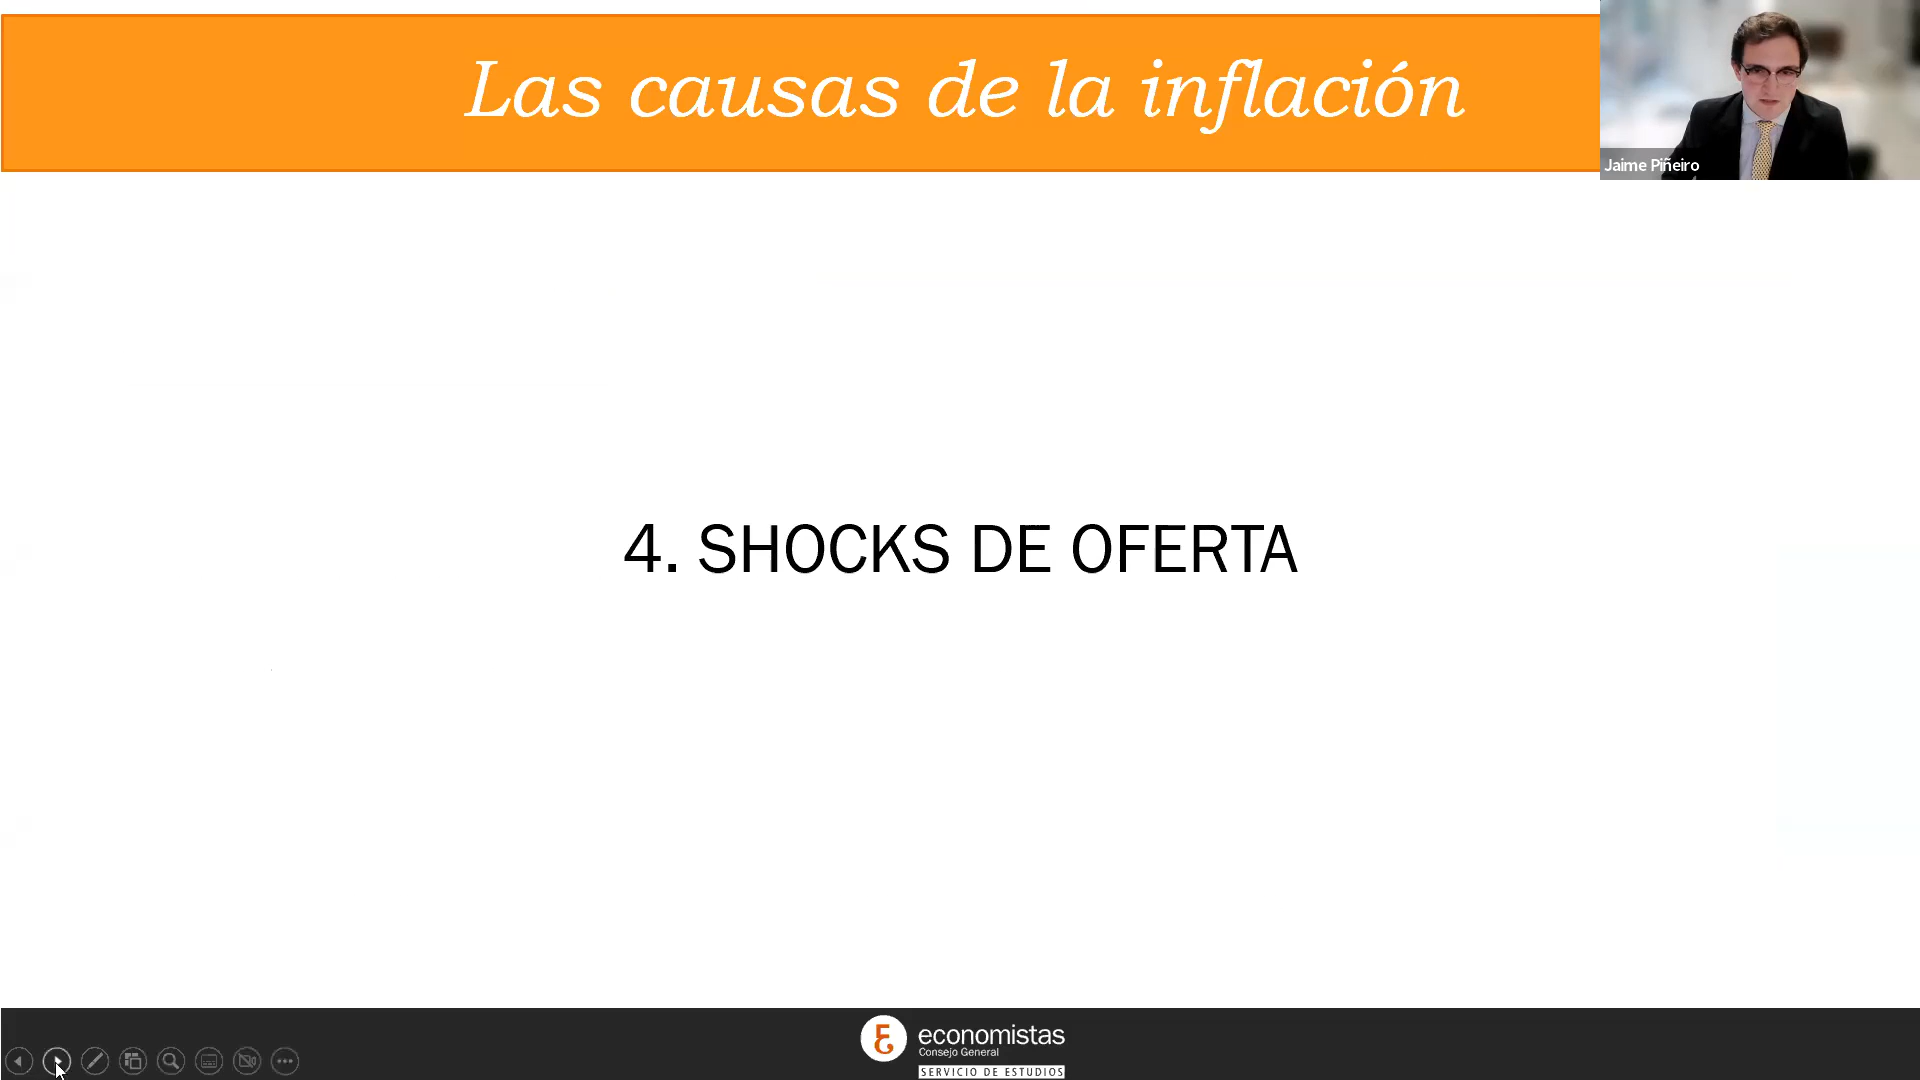 Las causas de la inflación
Jaime Piñeiro
4. SHOCKS DE OFERTA
economistas
Consejo General
SERVICIO DE ESTUDIOS